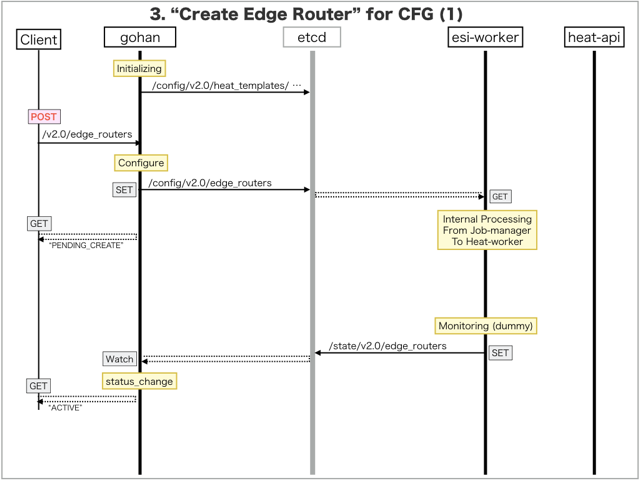 3. “Create Edge Router” for CFG (1)
Client
gohan
etcd
esi-worker
heat-api
Initializing
/config/v2.0/heat_templates/ …
POST
/v2.0/edge_routers
Configure
SET
/config/v2.0/edge_routers
GET
GET
"PENDING_CREATE"
Internal Processing
From Job-manager
To Heat-worker
Monitoring (dummy)
/state/v2.0/edge_routers
SET
Watch
status_change
GET
"ACTIVE"